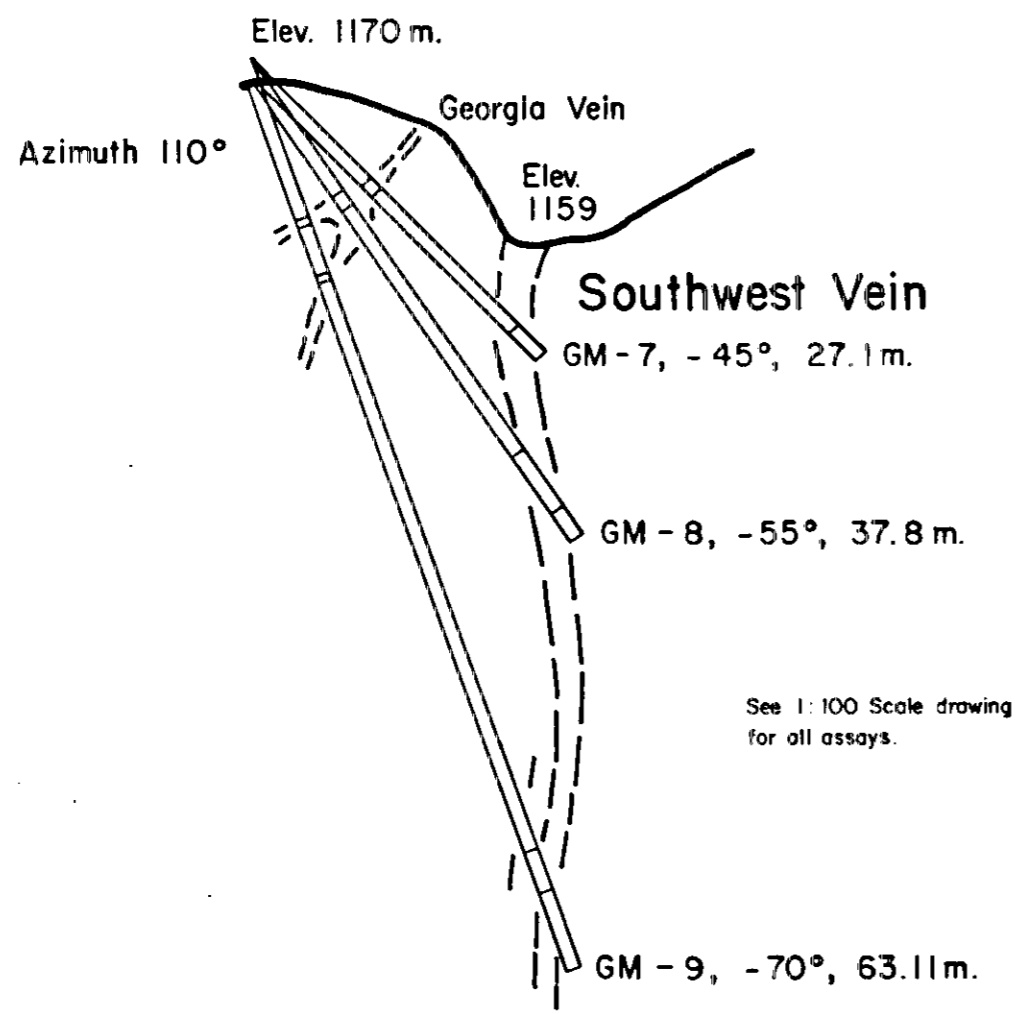 Elev. 1170 m.
Georgia Vein
Azimuth 110°
Elev.
1159
Southwest Vein
GM - 7, - 45°, 27.1 m.
GM - 8, - 55°, 37.8 m.
See 1:100 Scale drawing
for all assays.
GM - 9, - 70°, 63.11 m.